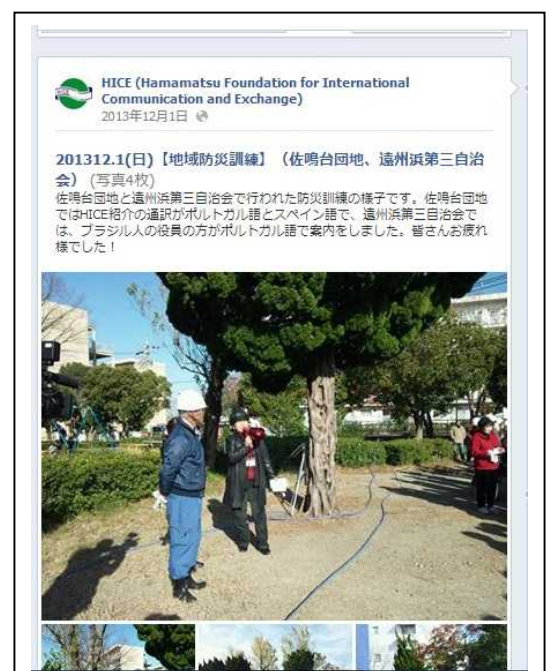 HICE (Hamamatsu Foundation for International
Communication and Exchange)
2013年12月1日
201312.1(日)【地域防災訓練】（佐鳴台団地、遠州浜第三自治
会） (写真4枚)
佐鳴台団地と遠州浜第三自治会で行われた防災訓練の様子です。佐鳴台団地
ではHICE紹介の通訳がポルトガル語とスペイン語で、遠州浜第三自治会で
は、ブラジル人の役員の方がポルトガル語で案内をしました。皆さんお疲れ
様でした！